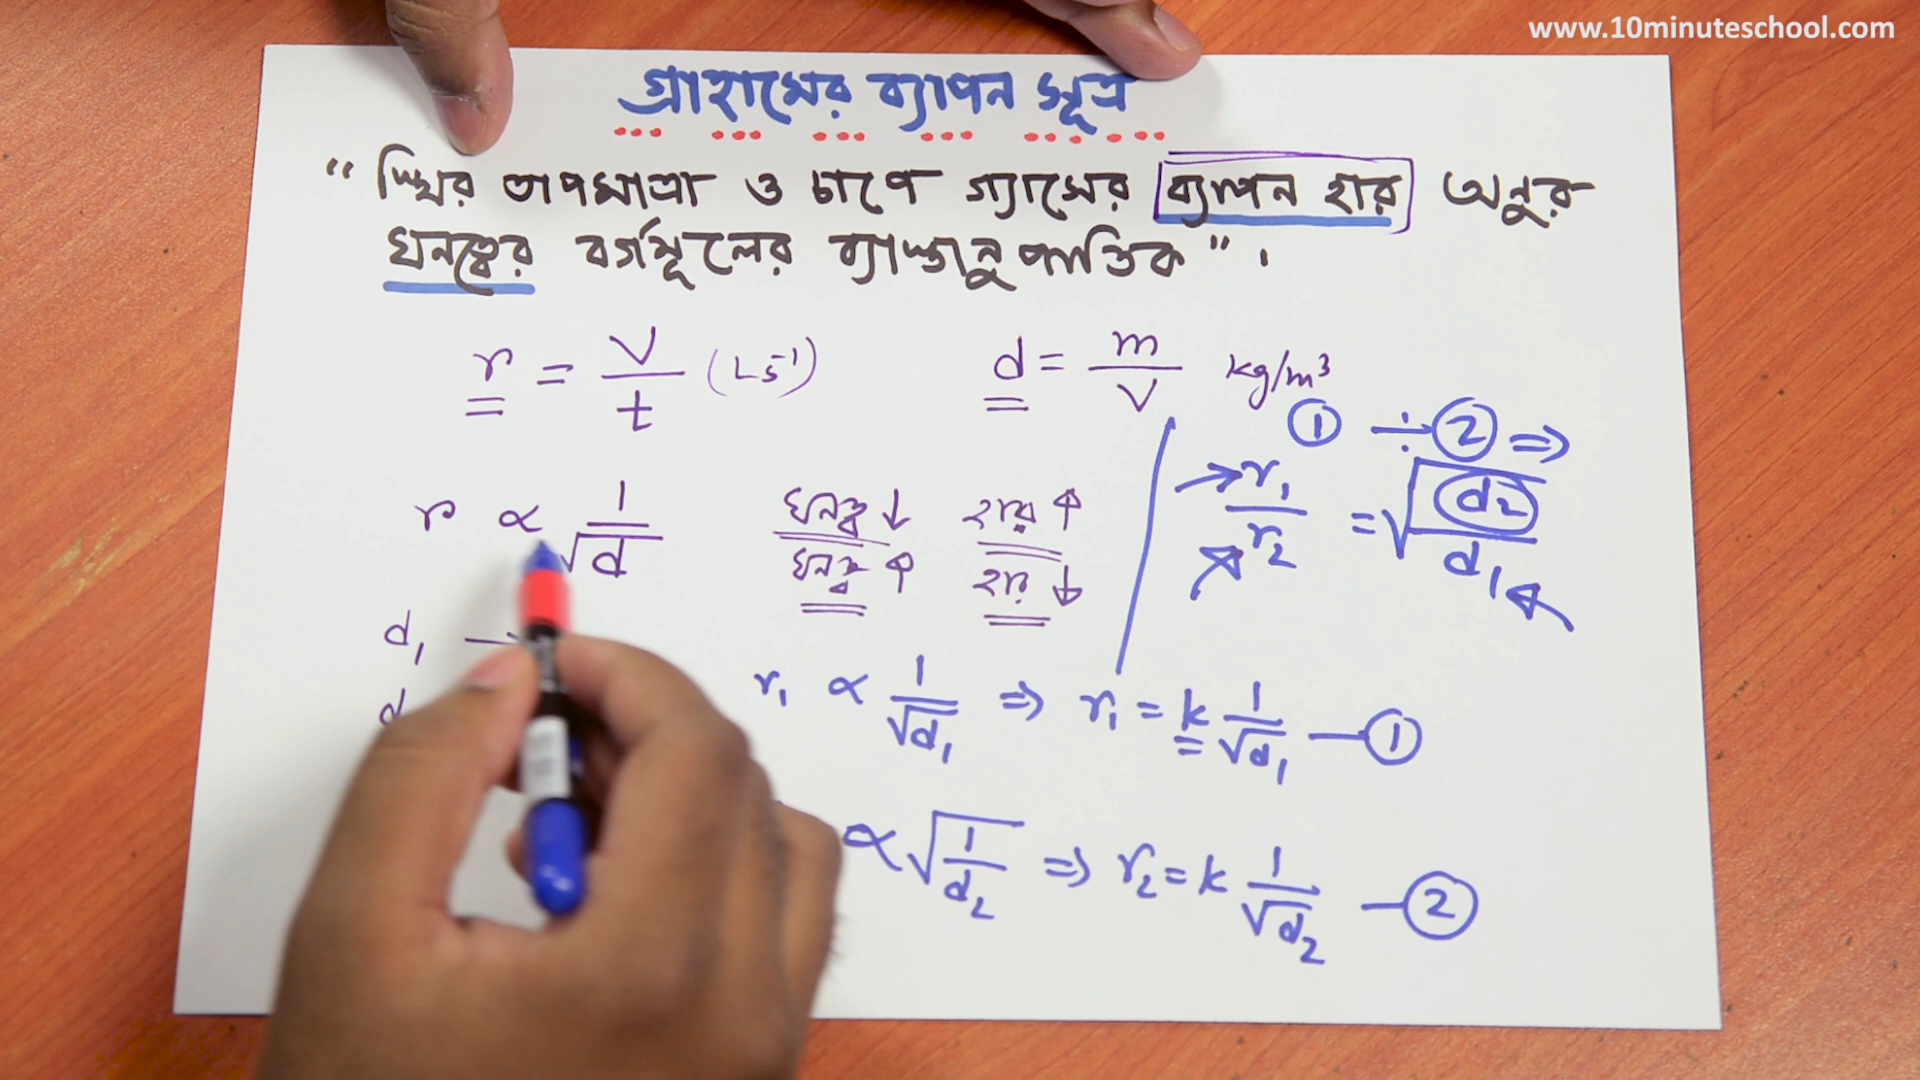 www.10minuteschool.com
গ্রাহামের ব্যাপন সূত্র
"স্থির তাপমাত্রা ও চাপে গ্যাসের ব্যাপন হার অনুর
ঘনত্বের বর্গমূলের ব্যাস্তানুপাতিক"।
r = V/t (Ls⁻¹) d = m/V kg/m³
① ÷ ② ⇒
r₁/r₂ = √(d₂/d₁)
r ∝ 1/√d ঘনত্ব↓ হার↑
ঘনত্ব↑ হার↓
d₁ →
r₁ ∝ 1/√d₁ ⇒ r₁ = k 1/√d₁ —①
d
∝ √(1/d₂) ⇒ r₂ = k 1/√d₂ —②